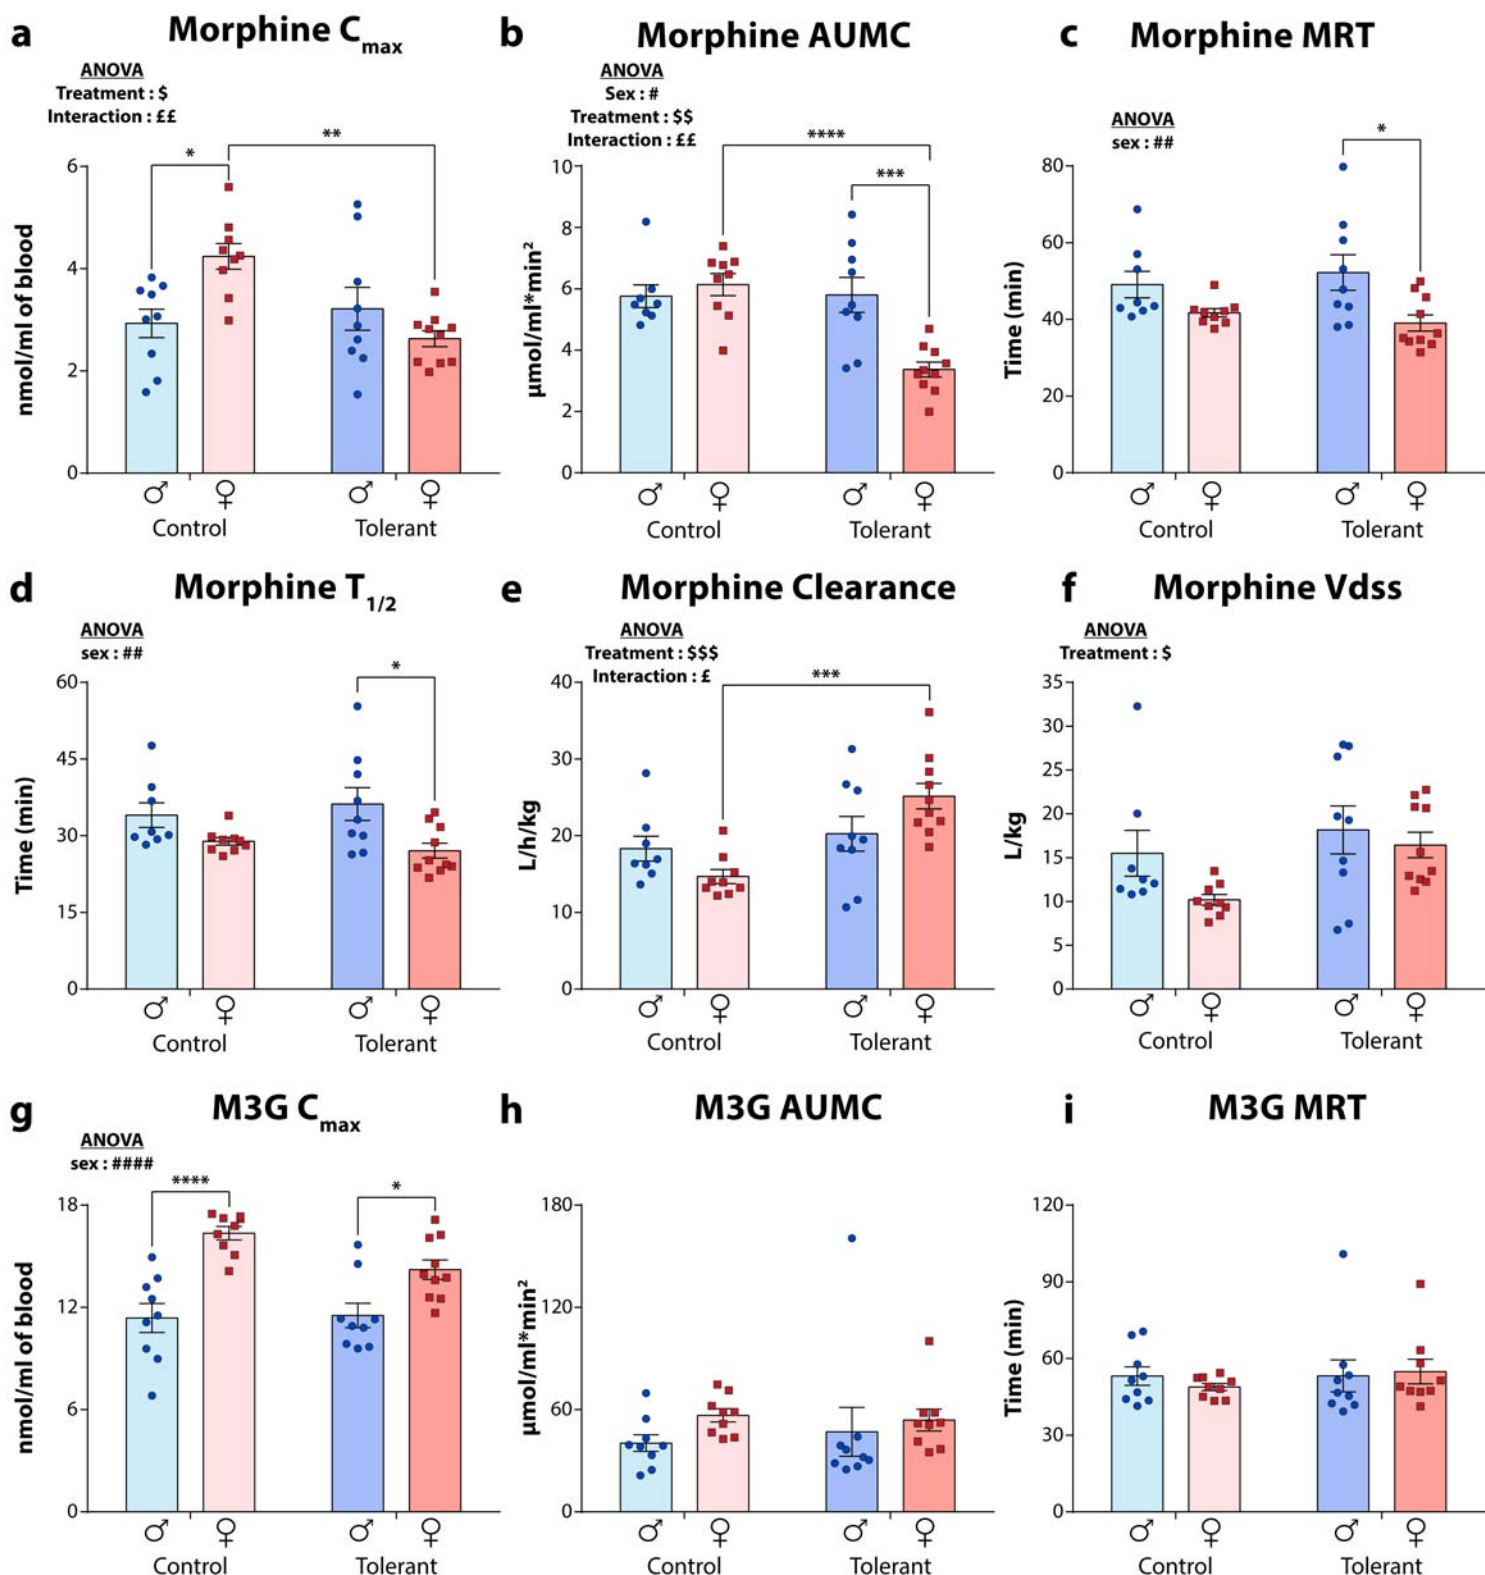 a
Morphine Cmax
ANOVA
Treatment : $
Interaction : ££
*
**
6
4
2
0
nmol/ml of blood
♂ ♀ ♂ ♀
Control Tolerant
b
Morphine AUMC
ANOVA
Sex : #
Treatment : $$
Interaction : ££
****
***
10
8
6
4
2
0
µmol/ml*min²
♂ ♀ ♂ ♀
Control Tolerant
c
Morphine MRT
ANOVA
sex : ##
*
80
60
40
20
0
Time (min)
♂ ♀ ♂ ♀
Control Tolerant
d
Morphine T1/2
ANOVA
sex : ##
*
60
45
30
15
0
Time (min)
♂ ♀ ♂ ♀
Control Tolerant
e
Morphine Clearance
ANOVA
Treatment : $$$
Interaction : £
***
40
30
20
10
0
L/h/kg
♂ ♀ ♂ ♀
Control Tolerant
f
Morphine Vdss
ANOVA
Treatment : $
35
30
25
20
15
10
5
0
L/kg
♂ ♀ ♂ ♀
Control Tolerant
g
M3G Cmax
ANOVA
sex : ####
****
*
18
12
6
0
nmol/ml of blood
♂ ♀ ♂ ♀
Control Tolerant
h
M3G AUMC
180
120
60
0
µmol/ml*min²
♂ ♀ ♂ ♀
Control Tolerant
i
M3G MRT
120
90
60
30
0
Time (min)
♂ ♀ ♂ ♀
Control Tolerant